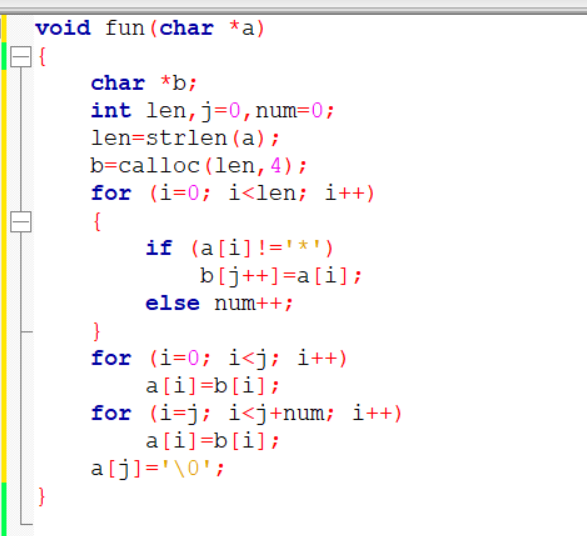 void fun(char *a)
{
    char *b;
    int len,j=0,num=0;
    len=strlen(a);
    b=calloc(len,4);
    for (i=0; i<len; i++)
    {
        if (a[i]!='*')
            b[j++]=a[i];
        else num++;
    }
    for (i=0; i<j; i++)
        a[i]=b[i];
    for (i=j; i<j+num; i++)
        a[i]=b[i];
    a[j]='\0';
}